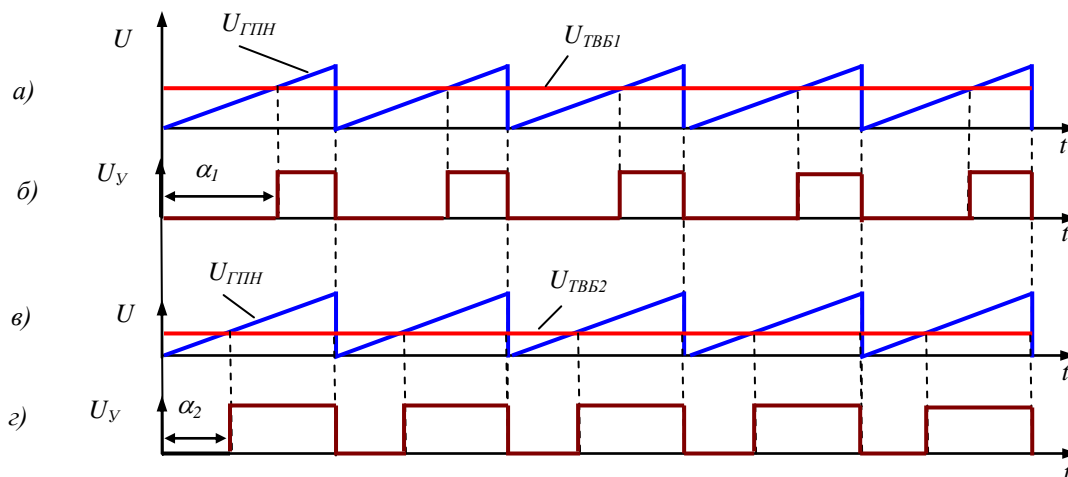 U
U_ГПН
U_ТВБ1
а)
t
U_У
α_1
б)
t
U_ГПН
U
U_ТВБ2
в)
t
U_У
α_2
г)
t